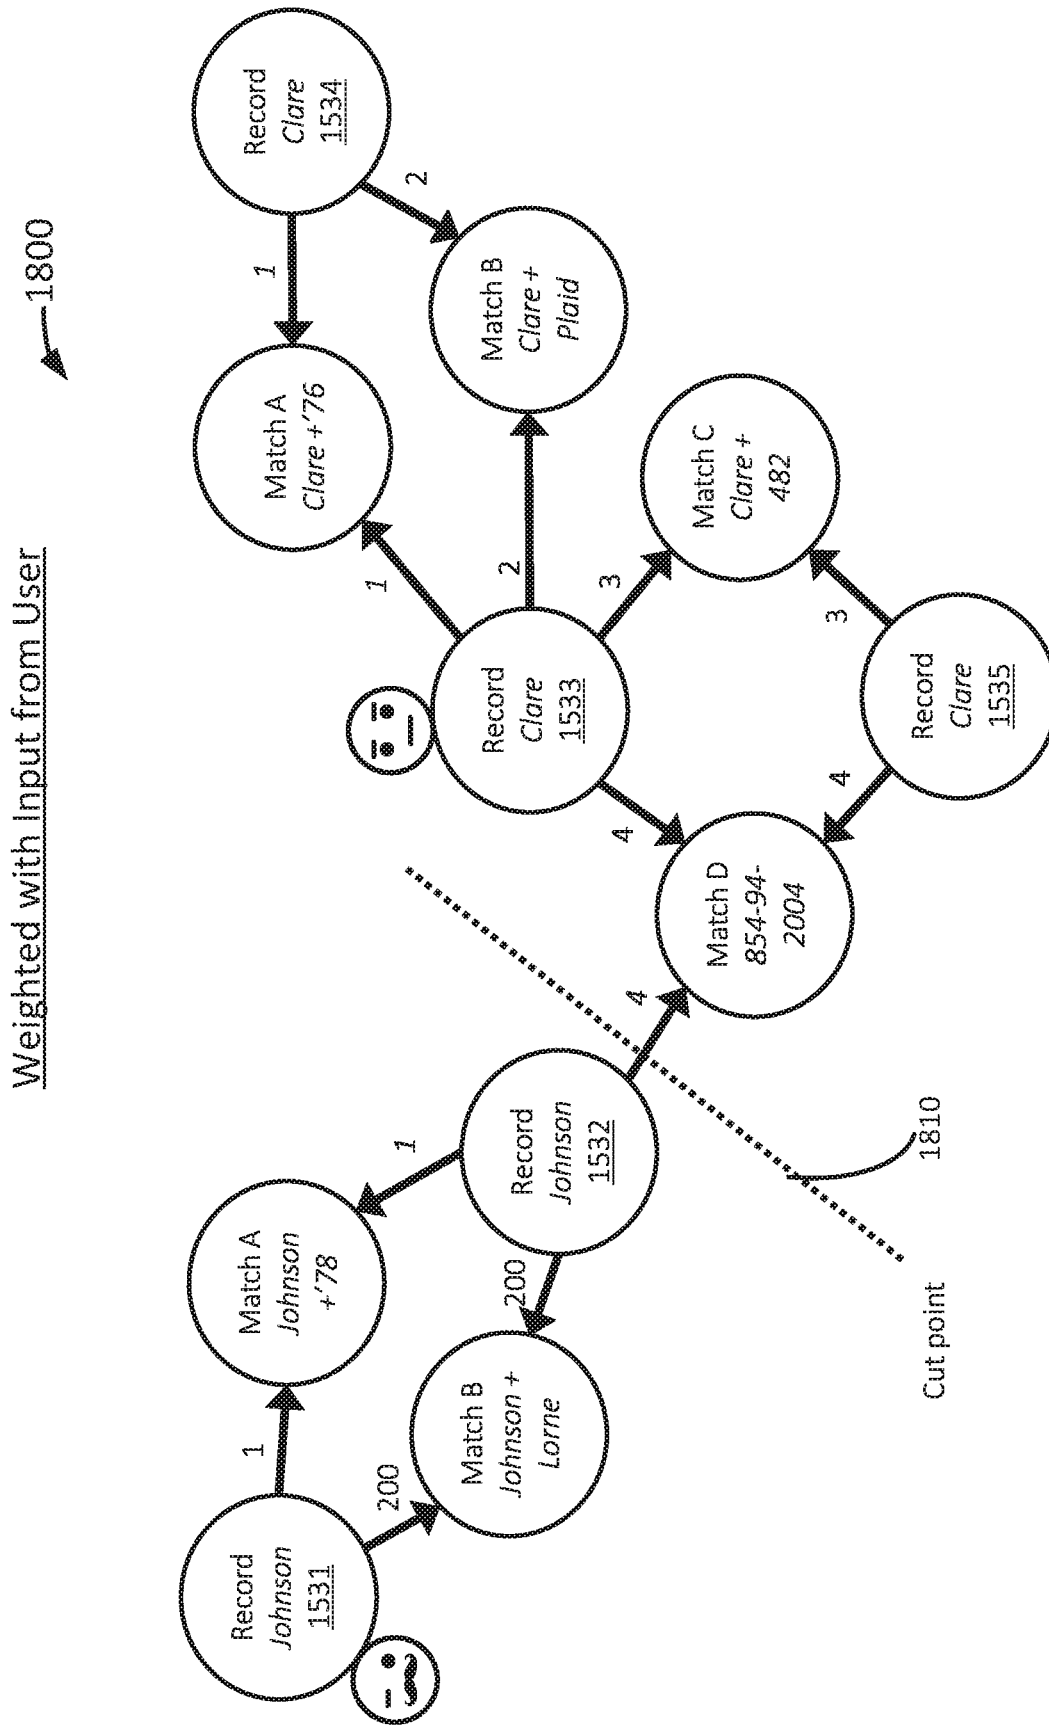 Weighted with Input from User
1800
Record
Johnson
1531
1
200
Match A
Johnson
+'78
Match B
Johnson +
Lorne
1
200
Record
Johnson
1532
4
Match D
854-94-
2004
4
4
Record
Clare
1533
1
2
3
Match A
Clare +'76
Match B
Clare +
Plaid
Match C
Clare +
482
3
Record
Clare
1535
1
2
Record
Clare
1534
Cut point
1810